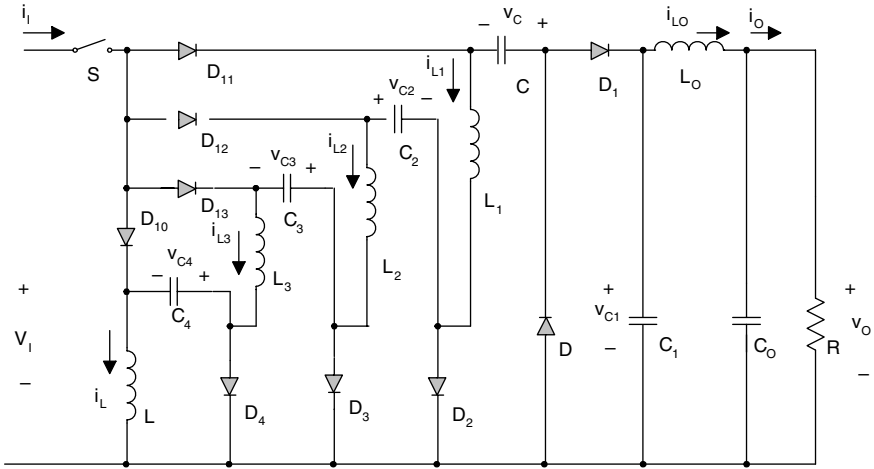 i_I
S
D_11
− v_C +
C
D_1
i_LO
L_O
i_O
i_L1
L_1
D_12
+ v_C2 −
C_2
i_L2
L_2
D_13
− v_C3 +
C_3
i_L3
L_3
D_10
− v_C4 +
C_4
+
V_I
−
i_L
L
D_4
D_3
D_2
D
+
v_C1
−
C_1
C_O
R
+
v_O
−